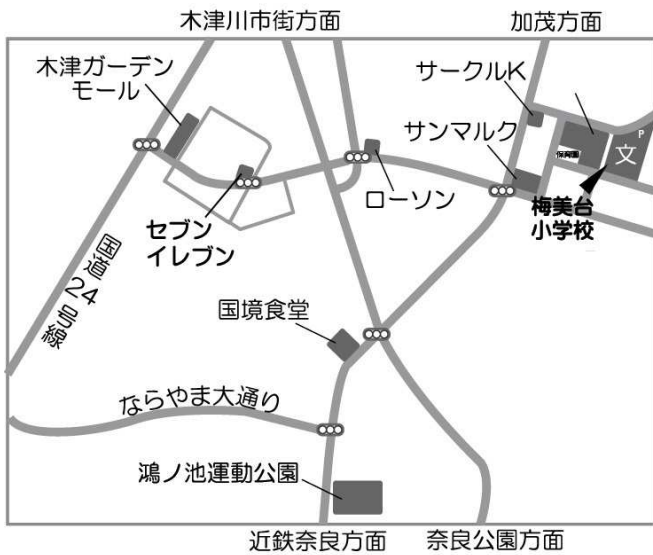 木津川市街方面
加茂方面
木津ガーデン
モール
サークルK
P
サンマルク
保育園
文
ローソン
梅美台
小学校
セブン
イレブン
国道24号線
国境食堂
ならやま大通り
鴻ノ池運動公園
近鉄奈良方面
奈良公園方面